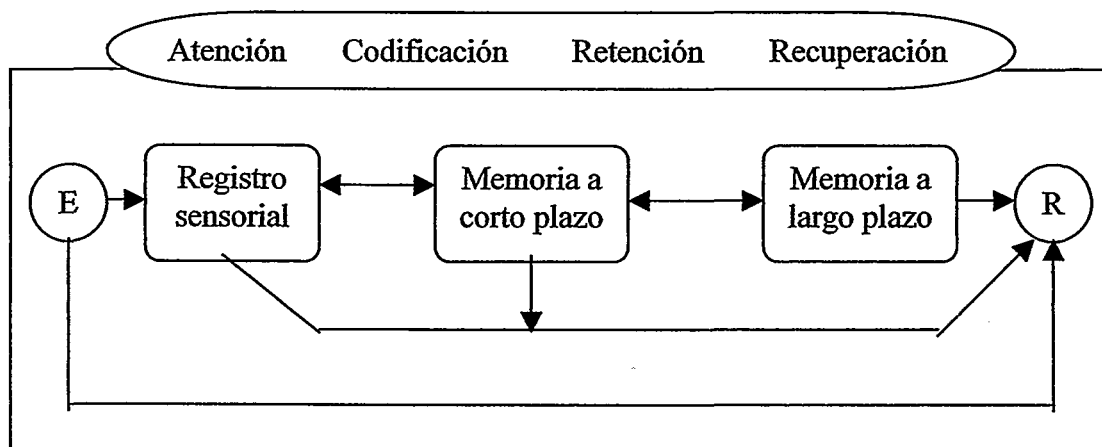 Atención Codificación Retención Recuperación
E
Registro
sensorial
Memoria a
corto plazo
Memoria a
largo plazo
R